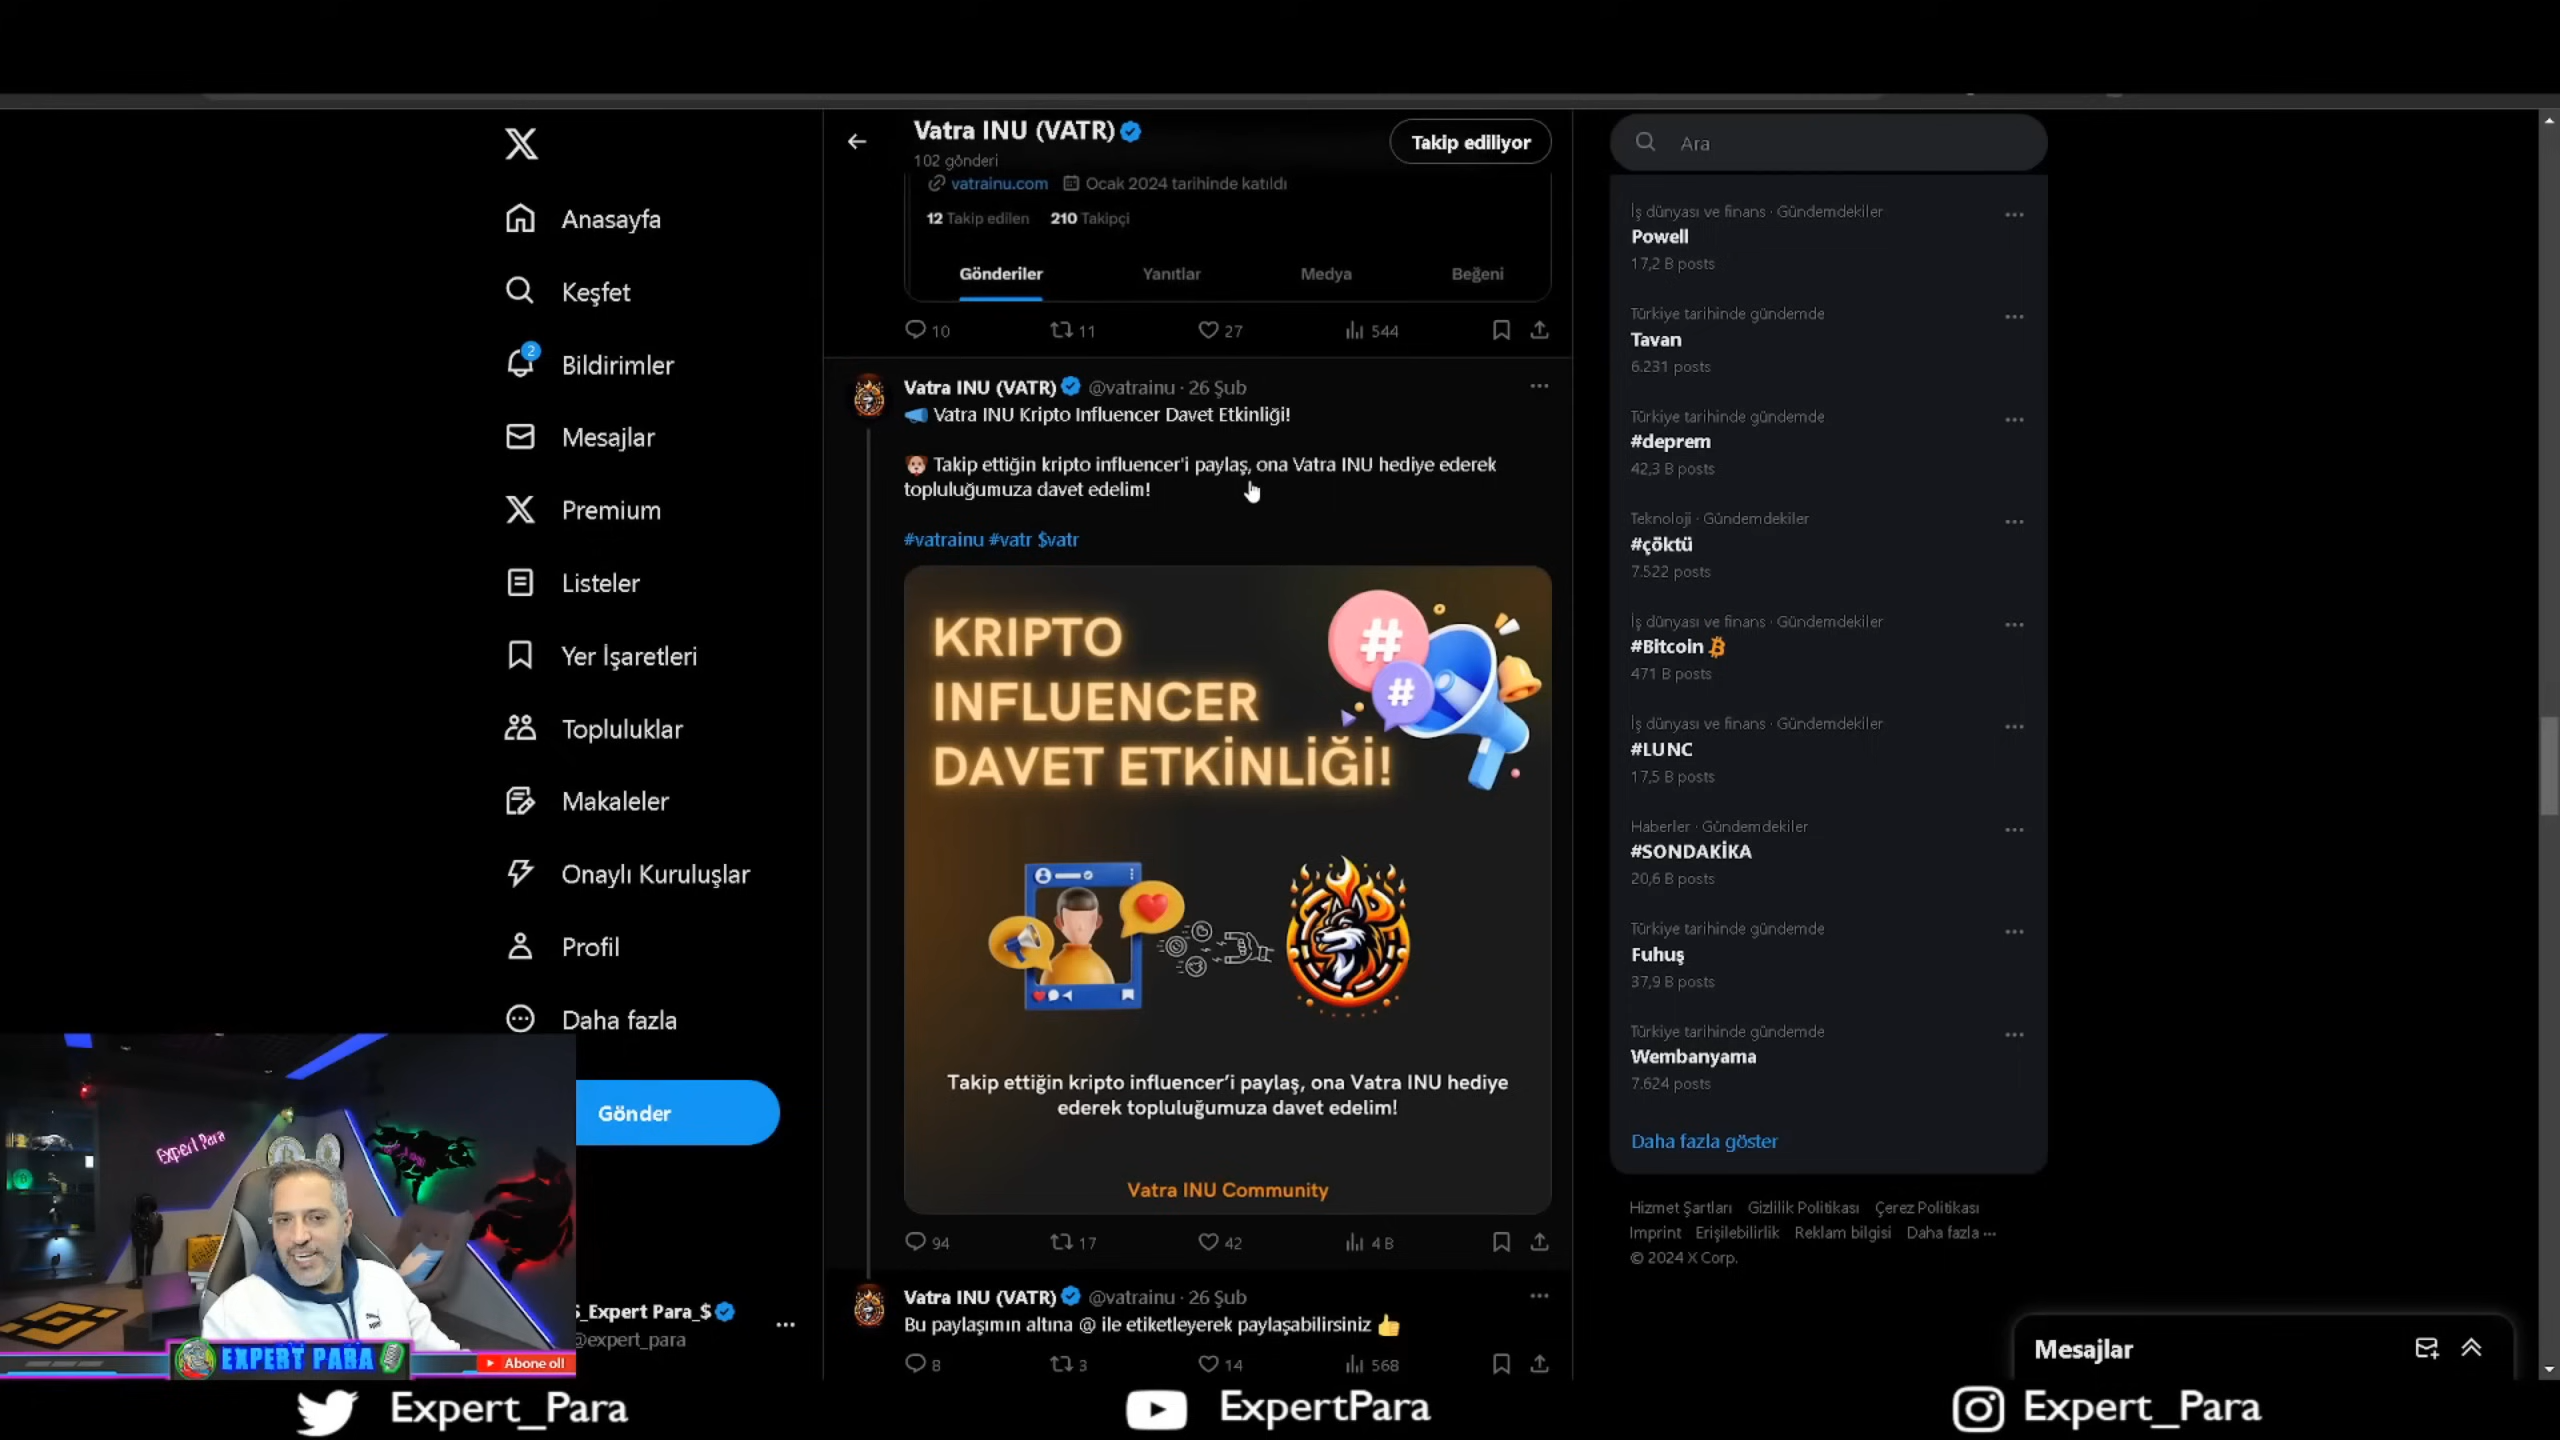 Vatra INU (VATR)
102 gönderi
Takip ediliyor
vatrainu.com Ocak 2024 tarihinde katıldı
12 Takip edilen 210 Takipçi
Gönderiler Yanıtlar Medya Beğeni
10 11 27 544
Anasayfa
Keşfet
2
Bildirimler
Mesajlar
Premium
Listeler
Yer İşaretleri
Topluluklar
Makaleler
Onaylı Kuruluşlar
Profil
Daha fazla
Gönder
Vatra INU (VATR) @vatrainu · 26 Şub
Vatra INU Kripto Influencer Davet Etkinliği!
Takip ettiğin kripto influencer'i paylaş, ona Vatra INU hediye ederek
topluluğumuza davet edelim!
#vatrainu #vatr $vatr
KRIPTO
INFLUENCER
DAVET ETKİNLİĞİ!
# #
Takip ettiğin kripto influencer'i paylaş, ona Vatra INU hediye
ederek topluluğumuza davet edelim!
Vatra INU Community
94 17 42 4 B
Vatra INU (VATR) @vatrainu · 26 Şub
Bu paylaşımın altına @ ile etiketleyerek paylaşabilirsiniz
8 3 14 568
Ara
İş dünyası ve finans · Gündemdekiler
Powell
17,2 B posts
Türkiye tarihinde gündemde
Tavan
6.231 posts
Türkiye tarihinde gündemde
#deprem
42,3 B posts
Teknoloji · Gündemdekiler
#çöktü
7.522 posts
İş dünyası ve finans · Gündemdekiler
#Bitcoin
471 B posts
İş dünyası ve finans · Gündemdekiler
#LUNC
17,5 B posts
Haberler · Gündemdekiler
#SONDAKİKA
20,6 B posts
Türkiye tarihinde gündemde
Fuhuş
37,9 B posts
Türkiye tarihinde gündemde
Wembanyama
7.624 posts
Daha fazla göster
Hizmet Şartları Gizlilik Politikası Çerez Politikası
Imprint Erişilebilirlik Reklam bilgisi Daha fazla ···
© 2024 X Corp.
Mesajlar
Expert Para
EXPERT PARA
Abone ol!
$_Expert Para_$
@expert_para
Expert_Para
ExpertPara
Expert_Para